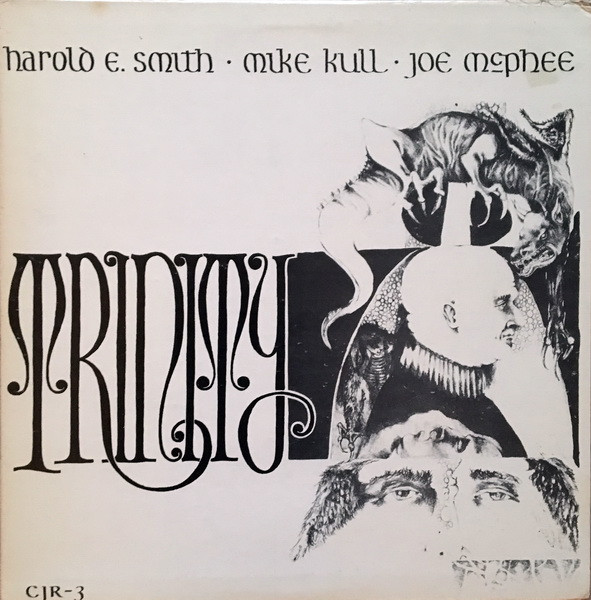 harold e. smith · mike kull · joe mcphee
TRINITY
CJR-3